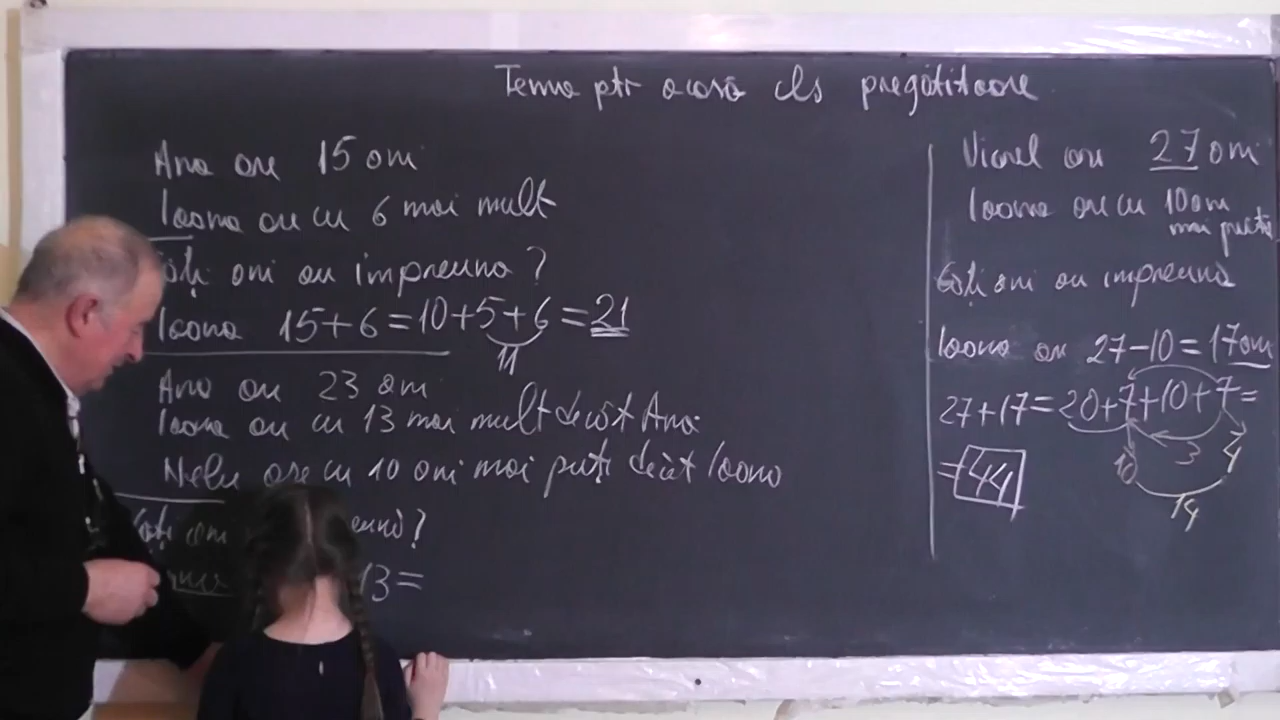 Tema ptr acasă cls pregătitoare
Ana are 15 ani
Ioana are cu 6 mai mult
ani au împreună?
Ioana 15+6=10+5+6=21
11
Ana are 23 ani
Ioana are cu 13 mai mult decât Ana
Nelu are cu 10 ani mai puțin decât Ioana
13=
Viorel are 27 ani
Ioana are cu 10 ani
mai puțin
Câți ani au împreună
Ioana are 27-10=17 ani
27+17=20+7+10+7=
3 4
10
=44
14